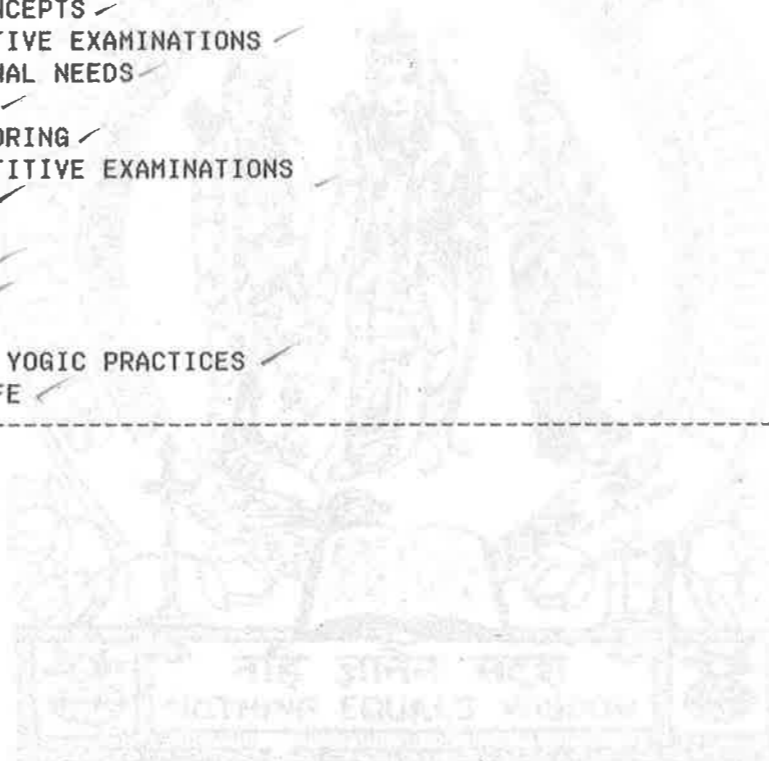 NCEPTS
TIVE EXAMINATIONS
NAL NEEDS
ORING
TITIVE EXAMINATIONS
YOGIC PRACTICES
FE